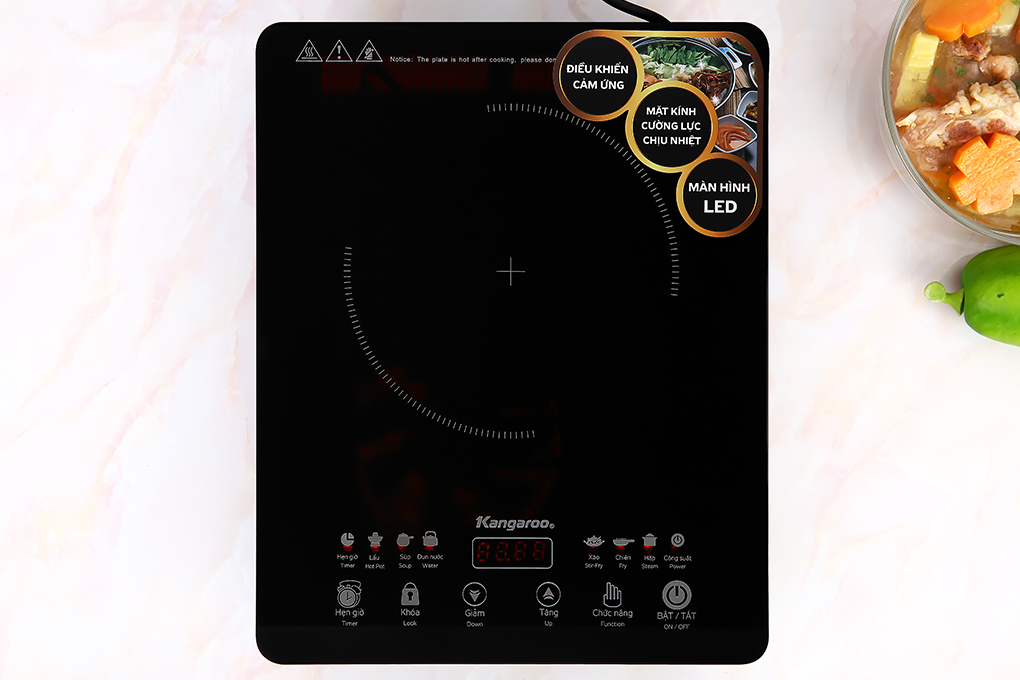 Notice: The plate is hot after cooking, please
ĐIỀU KHIỂN
CẢM ỨNG
MẶT KÍNH
CƯỜNG LỰC
CHỊU NHIỆT
MÀN HÌNH
LED
Kangaroo
Hẹn giờ
Timer
Lẩu
Hot Pot
Súp
Soup
Đun nước
Water
Xào
Stir-Fry
Chiên
Fry
Hấp
Steam
Công suất
Power
Hẹn giờ
Timer
Khóa
Look
Giảm
Down
Tăng
Up
Chức năng
Function
BẬT / TẮT
ON / OFF